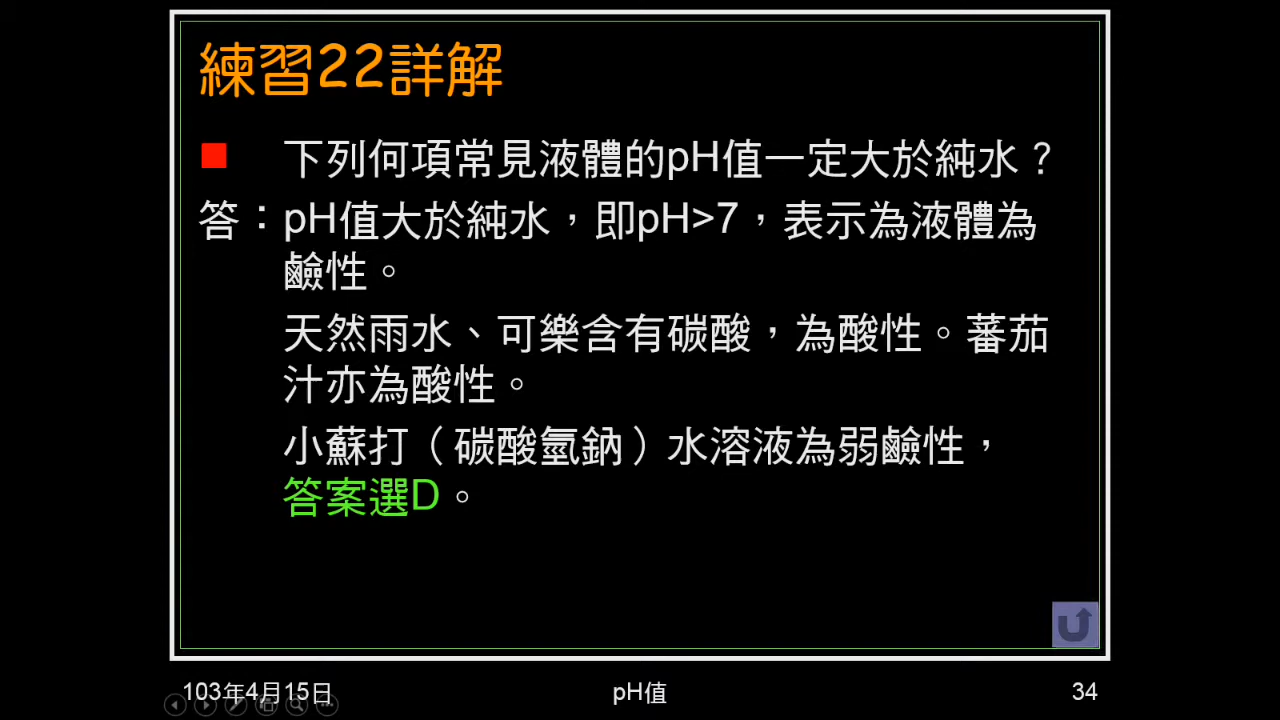 練習22詳解
下列何項常見液體的pH值一定大於純水？
答：pH值大於純水，即pH>7，表示為液體為
鹼性。
天然雨水、可樂含有碳酸，為酸性。蕃茄
汁亦為酸性。
小蘇打（碳酸氫鈉）水溶液為弱鹼性，
答案選D。
103年4月15日
pH值
34